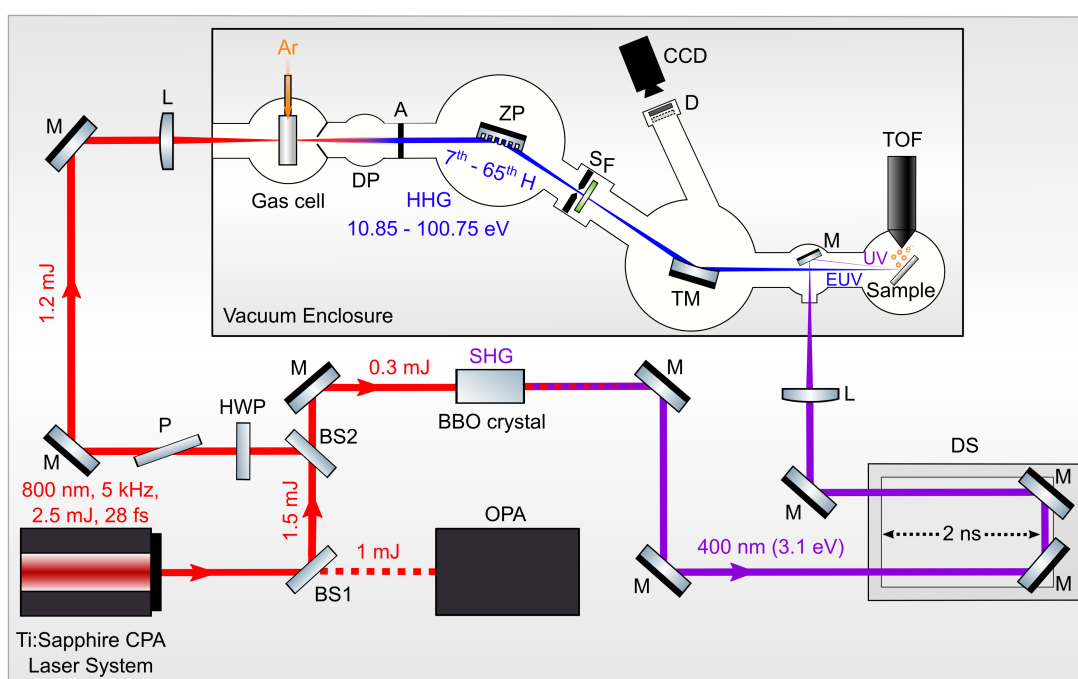 Ar
CCD
L
M
A
ZP
D
TOF
7th - 65th H
S
F
DP
Gas cell
HHG
10.85 - 100.75 eV
M
e-
UV
EUV
Sample
TM
Vacuum Enclosure
1.2 mJ
M
0.3 mJ
SHG
M
BBO crystal
L
HWP
P
BS2
M
800 nm, 5 kHz,
2.5 mJ, 28 fs
1.5 mJ
OPA
1 mJ
BS1
DS
M
M
2 ns
400 nm (3.1 eV)
M
M
Ti:Sapphire CPA
Laser System